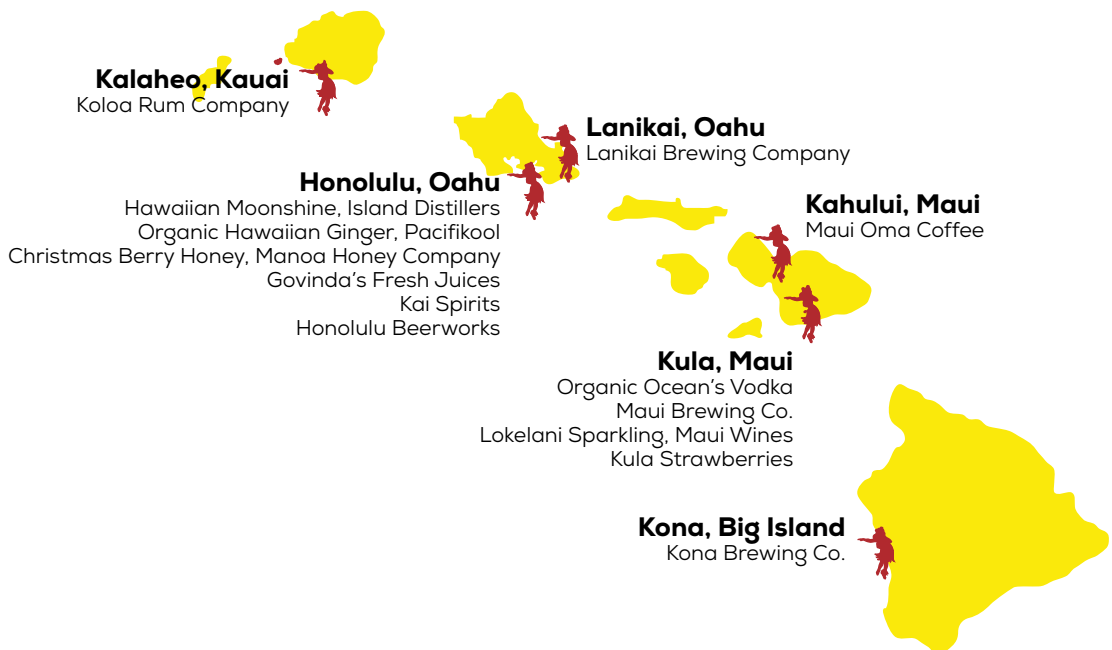 Kalaheo, Kauai
Koloa Rum Company
Lanikai, Oahu
Lanikai Brewing Company
Honolulu, Oahu
Hawaiian Moonshine, Island Distillers
Organic Hawaiian Ginger, Pacifikool
Christmas Berry Honey, Manoa Honey Company
Govinda's Fresh Juices
Kai Spirits
Honolulu Beerworks
Kahului, Maui
Maui Oma Coffee
Kula, Maui
Organic Ocean's Vodka
Maui Brewing Co.
Lokelani Sparkling, Maui Wines
Kula Strawberries
Kona, Big Island
Kona Brewing Co.